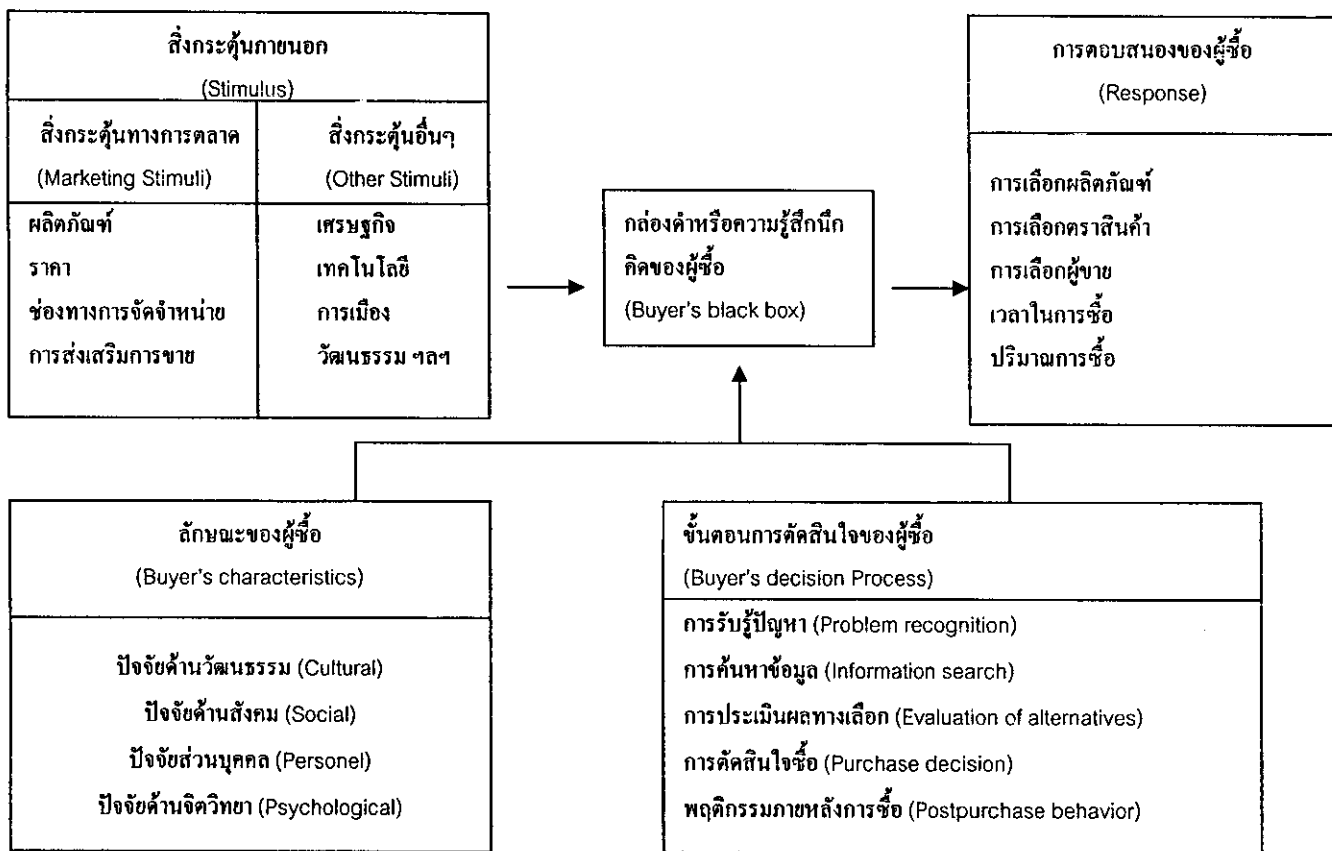 สิ่งกระตุ้นภายนอก
(Stimulus)
สิ่งกระตุ้นทางการตลาด
(Marketing Stimuli)
สิ่งกระตุ้นอื่นๆ
(Other Stimuli)
ผลิตภัณฑ์
ราคา
ช่องทางการจัดจำหน่าย
การส่งเสริมการขาย
เศรษฐกิจ
เทคโนโลยี
การเมือง
วัฒนธรรม ฯลฯ
กล่องดำหรือความรู้สึกนึก
คิดของผู้ซื้อ
(Buyer's black box)
การตอบสนองของผู้ซื้อ
(Response)
การเลือกผลิตภัณฑ์
การเลือกตราสินค้า
การเลือกผู้ขาย
เวลาในการซื้อ
ปริมาณการซื้อ
ลักษณะของผู้ซื้อ
(Buyer's characteristics)
ปัจจัยด้านวัฒนธรรม (Cultural)
ปัจจัยด้านสังคม (Social)
ปัจจัยส่วนบุคคล (Personel)
ปัจจัยด้านจิตวิทยา (Psychological)
ขั้นตอนการตัดสินใจของผู้ซื้อ
(Buyer's decision Process)
การรับรู้ปัญหา (Problem recognition)
การค้นหาข้อมูล (Information search)
การประเมินผลทางเลือก (Evaluation of alternatives)
การตัดสินใจซื้อ (Purchase decision)
พฤติกรรมภายหลังการซื้อ (Postpurchase behavior)